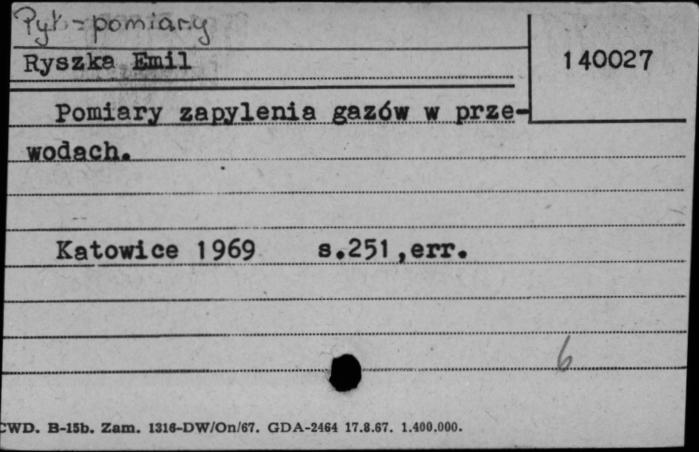 Pył - pomiary
Ryszka Emil
140027
Pomiary zapylenia gazów w prze-
wodach.
Katowice 1969 s.251,err.
6
CWD. B-15b. Zam. 1316-DW/On/67. GDA-2464 17.8.67. 1.400.000.